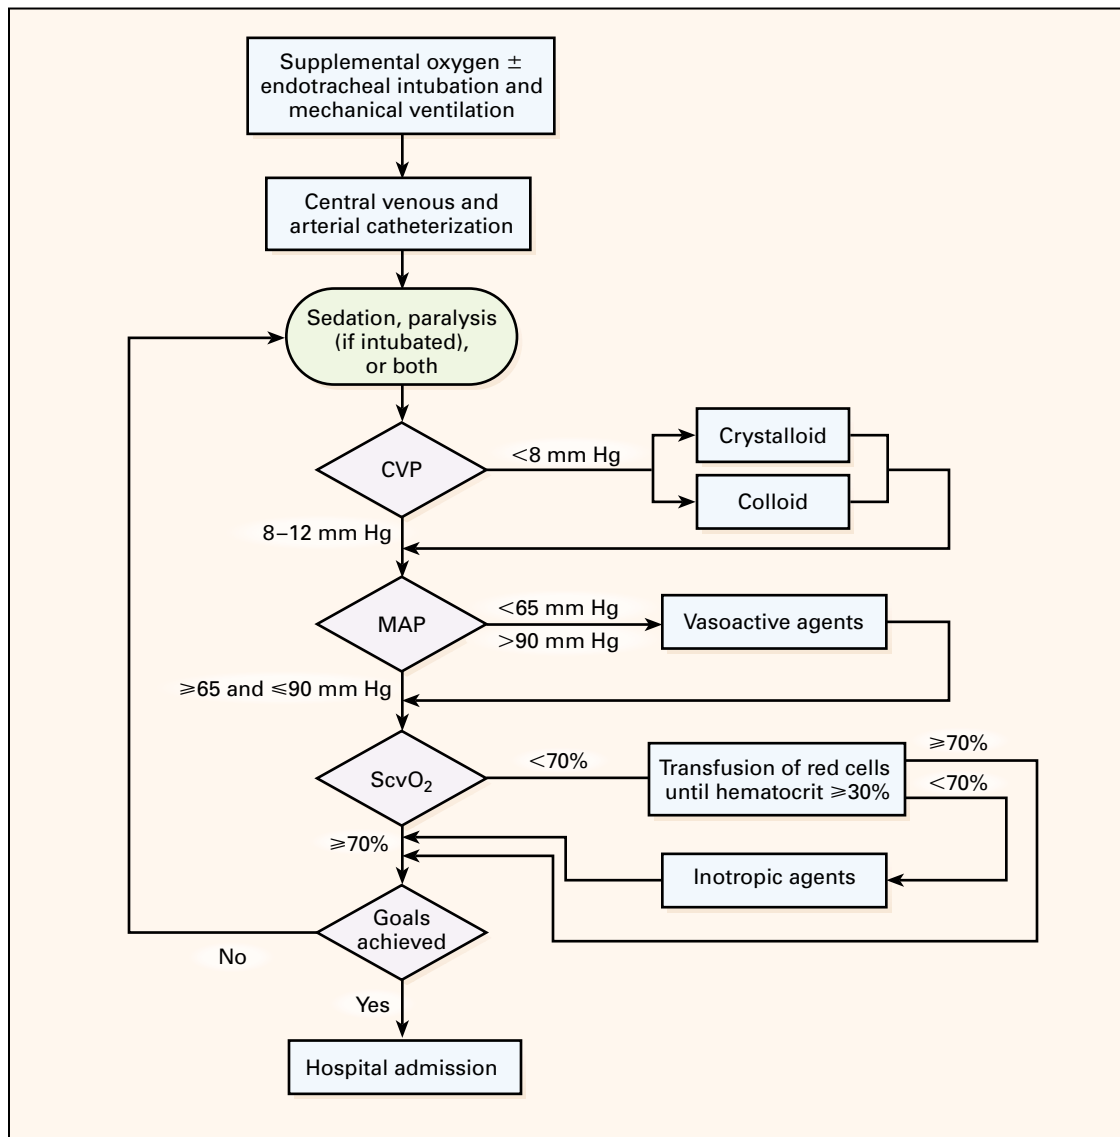 Supplemental oxygen ±
endotracheal intubation and
mechanical ventilation
Central venous and
arterial catheterization
Sedation, paralysis
(if intubated),
or both
CVP
<8 mm Hg
Crystalloid
Colloid
8–12 mm Hg
MAP
<65 mm Hg
>90 mm Hg
Vasoactive agents
⩾65 and ⩽90 mm Hg
ScvO₂
<70%
Transfusion of red cells
until hematocrit ⩾30%
⩾70%
<70%
⩾70%
Inotropic agents
Goals
achieved
No
Yes
Hospital admission